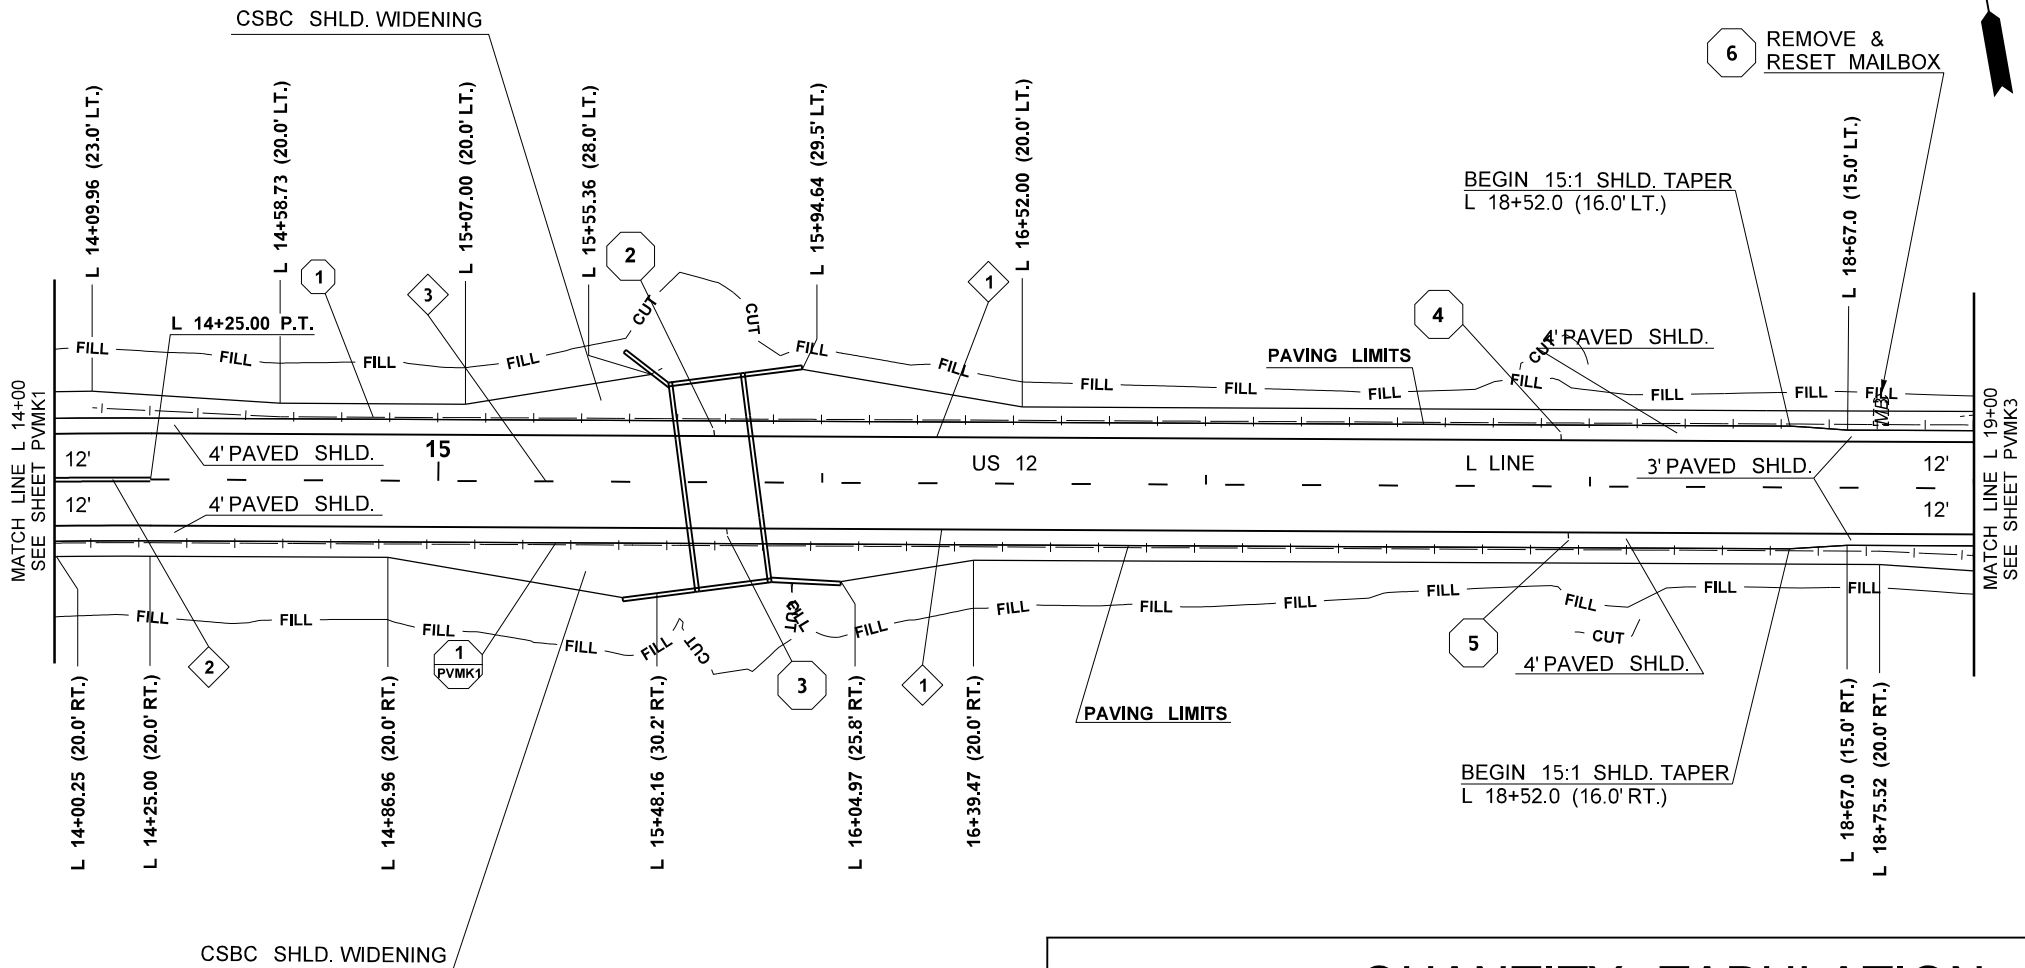 CSBC SHLD. WIDENING
6
REMOVE &
RESET MAILBOX
L 14+09.96 (23.0' LT.)
L 14+58.73 (20.0' LT.)
L 15+07.00 (20.0' LT.)
L 15+55.36 (28.0' LT.)
L 15+94.64 (29.5' LT.)
L 16+52.00 (20.0' LT.)
BEGIN 15:1 SHLD. TAPER
L 18+52.0 (16.0' LT.)
L 18+67.0 (15.0' LT.)
1
3
2
1
4
L 14+25.00 P.T.
CUT
CUT
4' PAVED SHLD.
CUT
PAVING LIMITS
FILL
FILL
FILL
FILL
FILL
FILL
FILL
FILL
FILL
FILL
FILL
FILL
FILL
MB
MATCH LINE L 14+00
SEE SHEET PVMK1
12'
4' PAVED SHLD.
15
US 12
L LINE
3' PAVED SHLD.
12'
12'
4' PAVED SHLD.
12'
MATCH LINE L 19+00
SEE SHEET PVMK3
FILL
FILL
FILL
FILL
FILL
CUT
FILL
CUT
FILL
FILL
FILL
FILL
FILL
FILL
CUT
FILL
FILL
2
1
PVMK1
3
1
5
4' PAVED SHLD.
PAVING LIMITS
L 14+00.25 (20.0' RT.)
L 14+25.00 (20.0' RT.)
L 14+86.96 (20.0' RT.)
L 15+48.16 (30.2' RT.)
L 16+04.97 (25.8' RT.)
16+39.47 (20.0' RT.)
BEGIN 15:1 SHLD. TAPER
L 18+52.0 (16.0' RT.)
L 18+67.0 (15.0' RT.)
L 18+75.52 (20.0' RT.)
CSBC SHLD. WIDENING
QUANTITY TABULATION